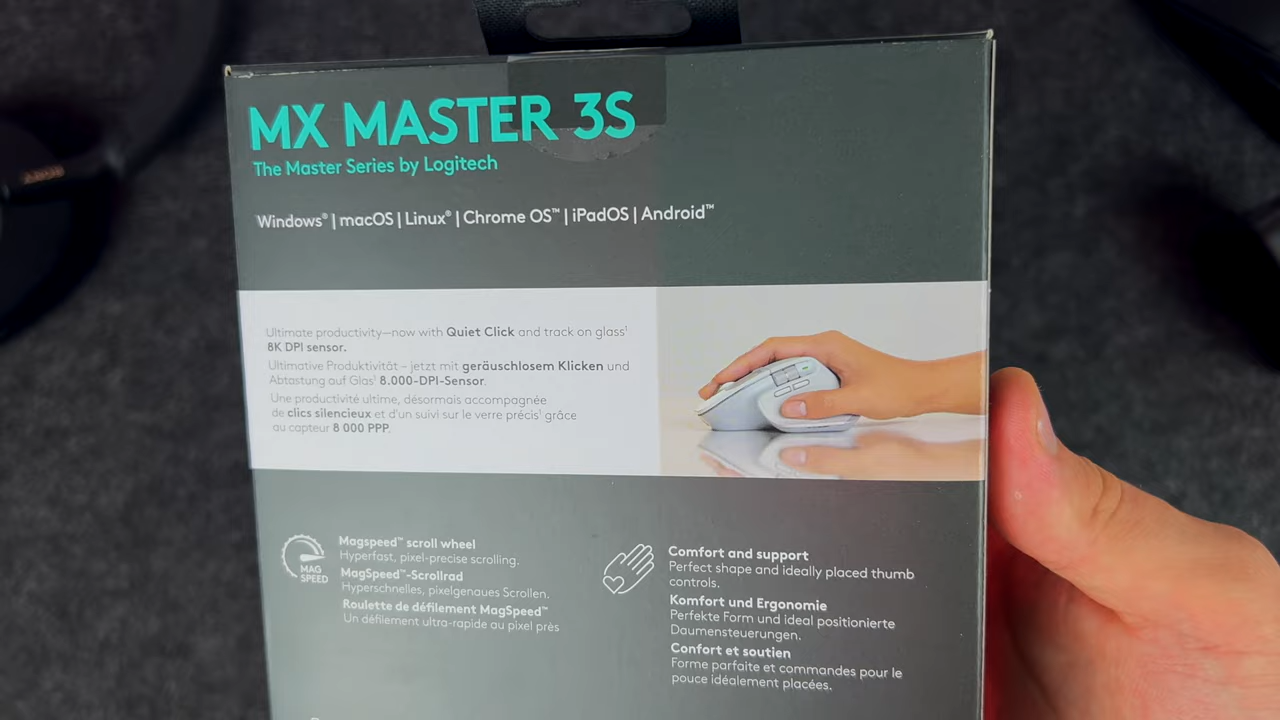 MX MASTER 3S
The Master Series by Logitech
Windows® | macOS | Linux® | Chrome OS™ | iPadOS | Android™
Ultimate productivity—now with Quiet Click and track on glass¹
8K DPI sensor.
Ultimative Produktivität – jetzt mit geräuschlosem Klicken und
Abtastung auf Glas¹ 8.000-DPI-Sensor.
Une productivité ultime, désormais accompagnée
de clics silencieux et d'un suivi sur le verre précis¹ grâce
au capteur 8 000 PPP.
MAG
SPEED
Magspeed™ scroll wheel
Hyperfast, pixel-precise scrolling.
MagSpeed™-Scrollrad
Hyperschnelles, pixelgenaues Scrollen.
Roulette de défilement MagSpeed™
Un défilement ultra-rapide au pixel près
Comfort and support
Perfect shape and ideally placed thumb
controls.
Komfort und Ergonomie
Perfekte Form und ideal positionierte
Daumensteuerungen.
Confort et soutien
Forme parfaite et commandes pour le
pouce idéalement placées.